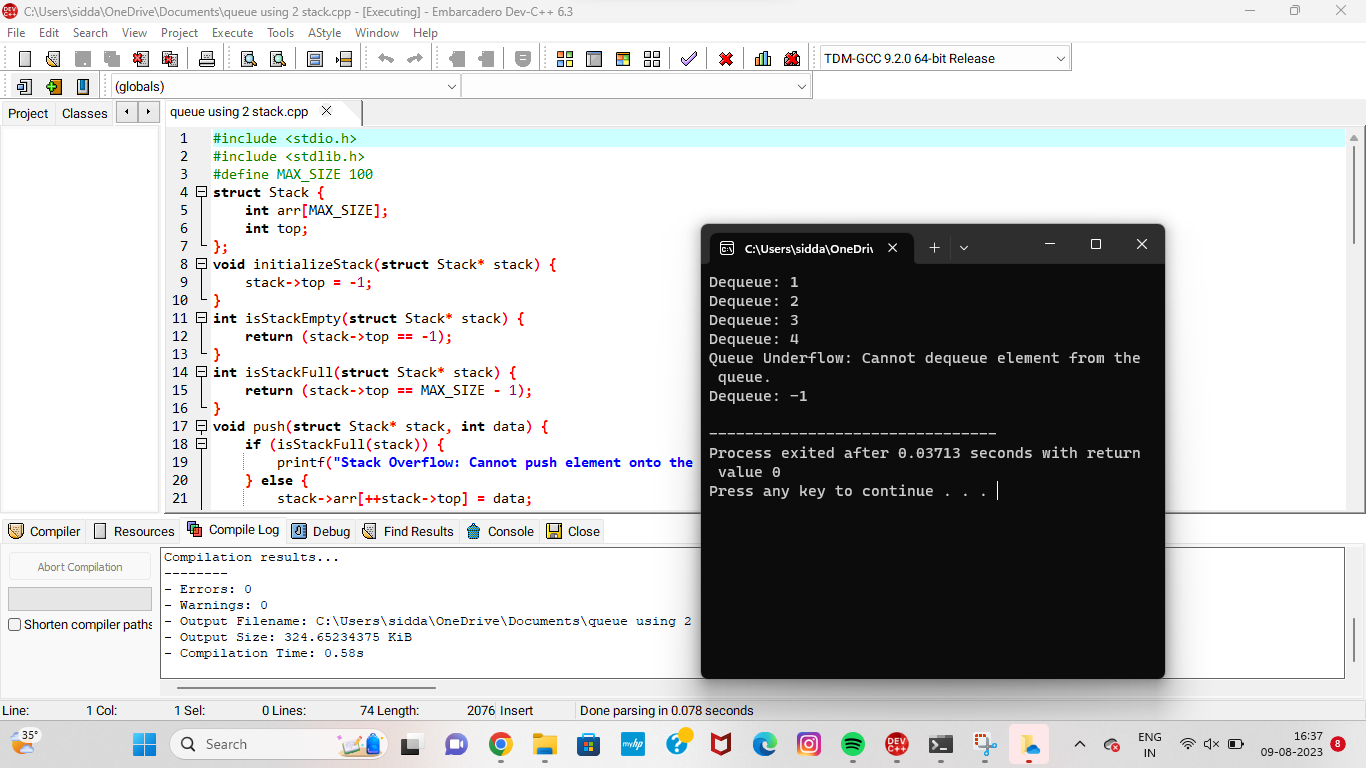 C:\Users\sidda\OneDrive\Documents\queue using 2 stack.cpp - [Executing] - Embarcadero Dev-C++ 6.3
File Edit Search View Project Execute Tools AStyle Window Help
TDM-GCC 9.2.0 64-bit Release
(globals)
Project Classes
queue using 2 stack.cpp
1 #include <stdio.h>
2 #include <stdlib.h>
3 #define MAX_SIZE 100
4 struct Stack {
5 int arr[MAX_SIZE];
6 int top;
7 };
8 void initializeStack(struct Stack* stack) {
9 stack->top = -1;
10 }
11 int isStackEmpty(struct Stack* stack) {
12 return (stack->top == -1);
13 }
14 int isStackFull(struct Stack* stack) {
15 return (stack->top == MAX_SIZE - 1);
16 }
17 void push(struct Stack* stack, int data) {
18 if (isStackFull(stack)) {
19 printf("Stack Overflow: Cannot push element onto the
20 } else {
21 stack->arr[++stack->top] = data;
C:\Users\sidda\OneDri
Dequeue: 1
Dequeue: 2
Dequeue: 3
Dequeue: 4
Queue Underflow: Cannot dequeue element from the
queue.
Dequeue: -1
--------------------------------
Process exited after 0.03713 seconds with return
value 0
Press any key to continue . . .
Compiler Resources Compile Log Debug Find Results Console Close
Abort Compilation
Shorten compiler paths
Compilation results...
--------
- Errors: 0
- Warnings: 0
- Output Filename: C:\Users\sidda\OneDrive\Documents\queue using 2
- Output Size: 324.65234375 KiB
- Compilation Time: 0.58s
Line: 1 Col: 1 Sel: 0 Lines: 74 Length: 2076 Insert Done parsing in 0.078 seconds
35°
Search
myhp
DEV C++
ENG
IN
16:37
09-08-2023
8